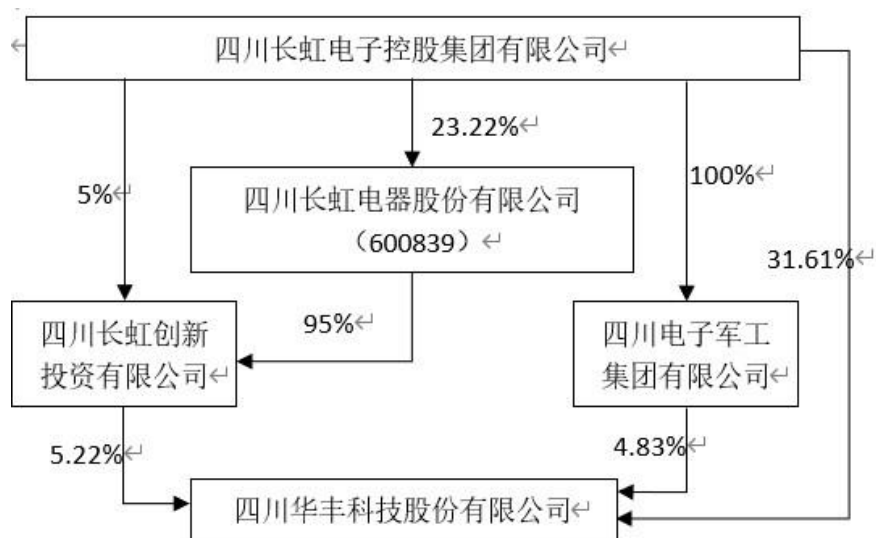 四川长虹电子控股集团有限公司
23.22%
5%
100%
四川长虹电器股份有限公司
（600839）
31.61%
95%
四川长虹创新
投资有限公司
四川电子军工
集团有限公司
5.22%
4.83%
四川华丰科技股份有限公司